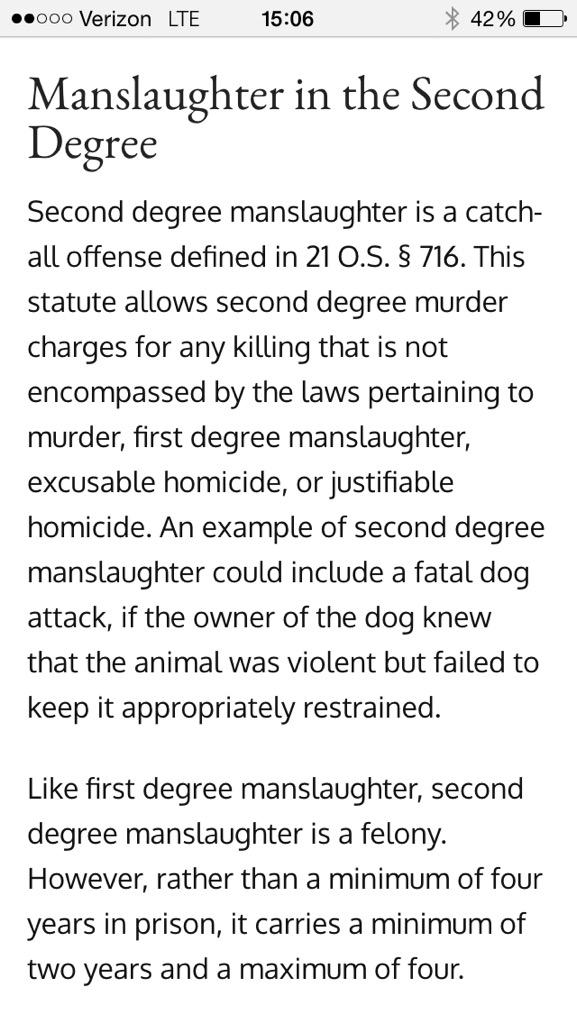 Verizon LTE 15:06 42%
Manslaughter in the Second
Degree
Second degree manslaughter is a catch-
all offense defined in 21 O.S. § 716. This
statute allows second degree murder
charges for any killing that is not
encompassed by the laws pertaining to
murder, first degree manslaughter,
excusable homicide, or justifiable
homicide. An example of second degree
manslaughter could include a fatal dog
attack, if the owner of the dog knew
that the animal was violent but failed to
keep it appropriately restrained.
Like first degree manslaughter, second
degree manslaughter is a felony.
However, rather than a minimum of four
years in prison, it carries a minimum of
two years and a maximum of four.